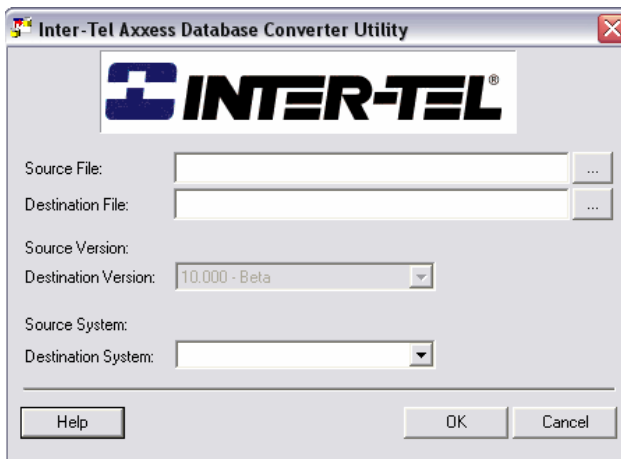 Inter-Tel Axxess Database Converter Utility
INTER-TEL®
Source File:
...
Destination File:
...
Source Version:
Destination Version: 10.000 - Beta
Source System:
Destination System:
Help OK Cancel